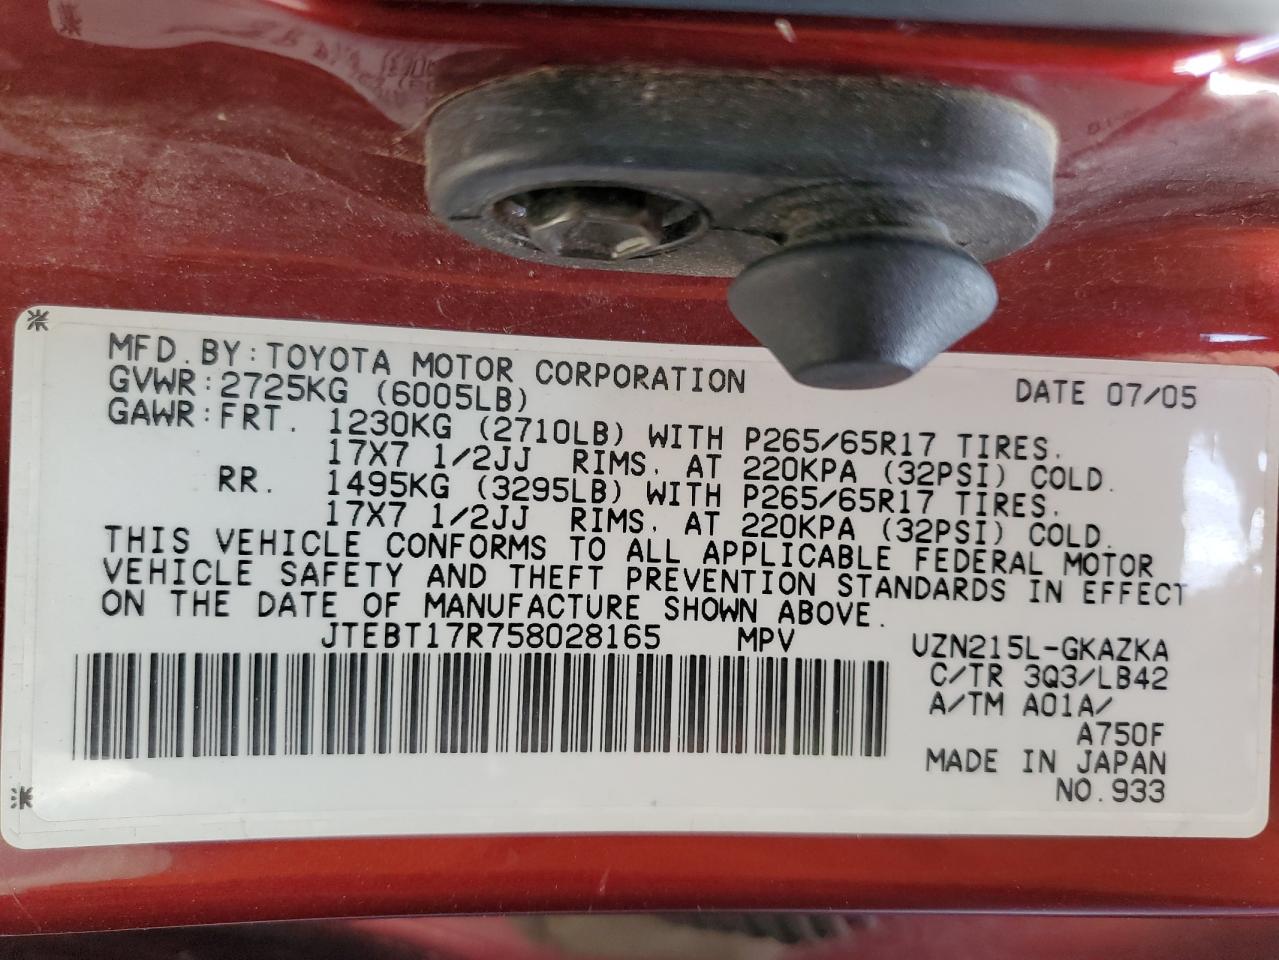 MFD.BY:TOYOTA MOTOR CORPORATION DATE 07/05
GVWR:2725KG (6005LB)
GAWR:FRT. 1230KG (2710LB) WITH P265/65R17 TIRES.
17X7 1/2JJ RIMS. AT 220KPA (32PSI) COLD.
RR. 1495KG (3295LB) WITH P265/65R17 TIRES.
17X7 1/2JJ RIMS. AT 220KPA (32PSI) COLD.
THIS VEHICLE CONFORMS TO ALL APPLICABLE FEDERAL MOTOR
VEHICLE SAFETY AND THEFT PREVENTION STANDARDS IN EFFECT
ON THE DATE OF MANUFACTURE SHOWN ABOVE.
JTEBT17R758028165 MPV UZN215L-GKAZKA
C/TR 3Q3/LB42
A/TM A01A/
A750F
MADE IN JAPAN
NO.933